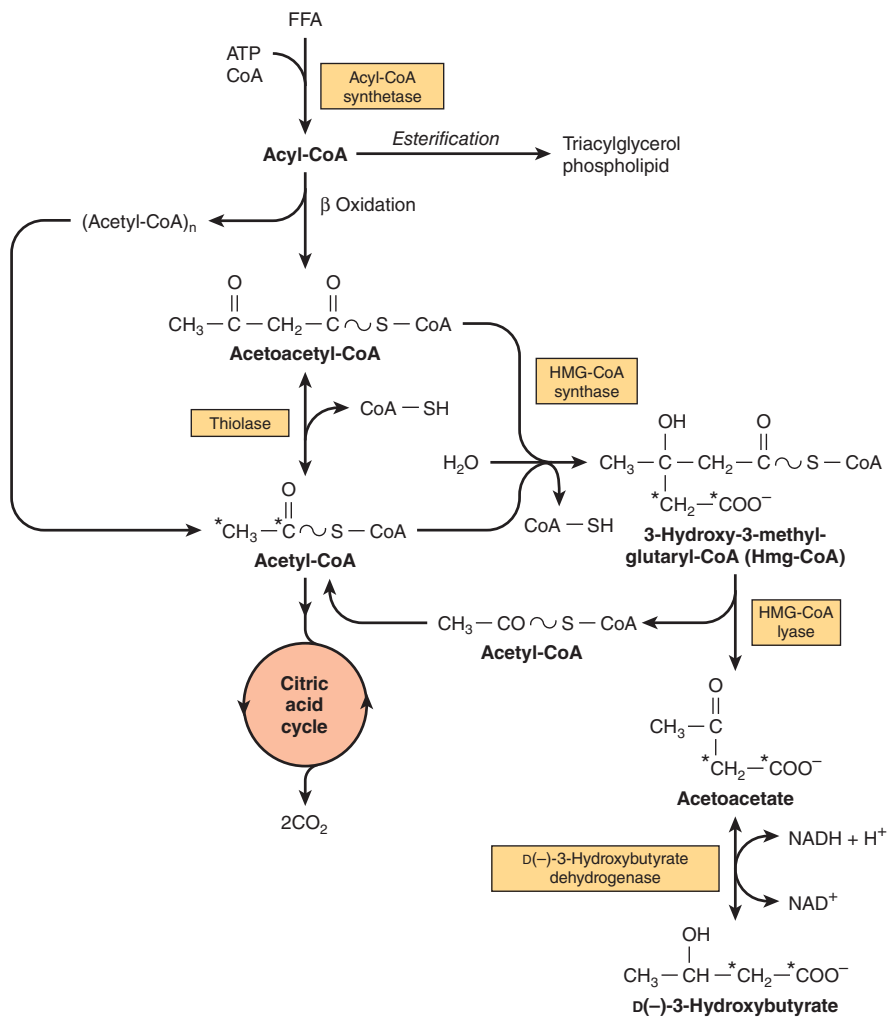 FFA
ATP
CoA
Acyl-CoA
synthetase
Acyl-CoA
Esterification
Triacylglycerol
phospholipid
(Acetyl-CoA)n
β Oxidation
O O
CH3 — C — CH2 — C ~ S — CoA
Acetoacetyl-CoA
HMG-CoA
synthase
Thiolase
CoA — SH
OH O
H2O
CH3 — C — CH2 — C ~ S — CoA
*CH2 — *COO−
O
*CH3 — *C ~ S — CoA
CoA — SH
Acetyl-CoA
3-Hydroxy-3-methyl-
glutaryl-CoA (Hmg-CoA)
CH3 — CO ~ S — CoA
Acetyl-CoA
HMG-CoA
lyase
Citric
acid
cycle
O
CH3 — C
*CH2 — *COO−
Acetoacetate
2CO2
D(−)-3-Hydroxybutyrate
dehydrogenase
NADH + H+
NAD+
OH
CH3 — CH — *CH2 — *COO−
D(−)-3-Hydroxybutyrate